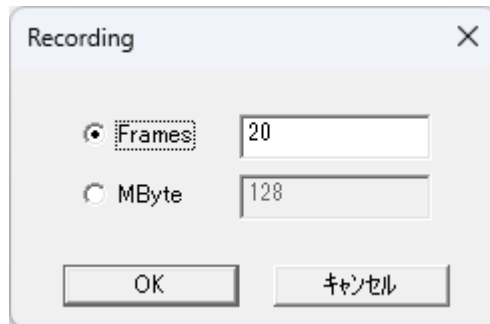 Recording
Frames 20
MByte 128
OK キャンセル